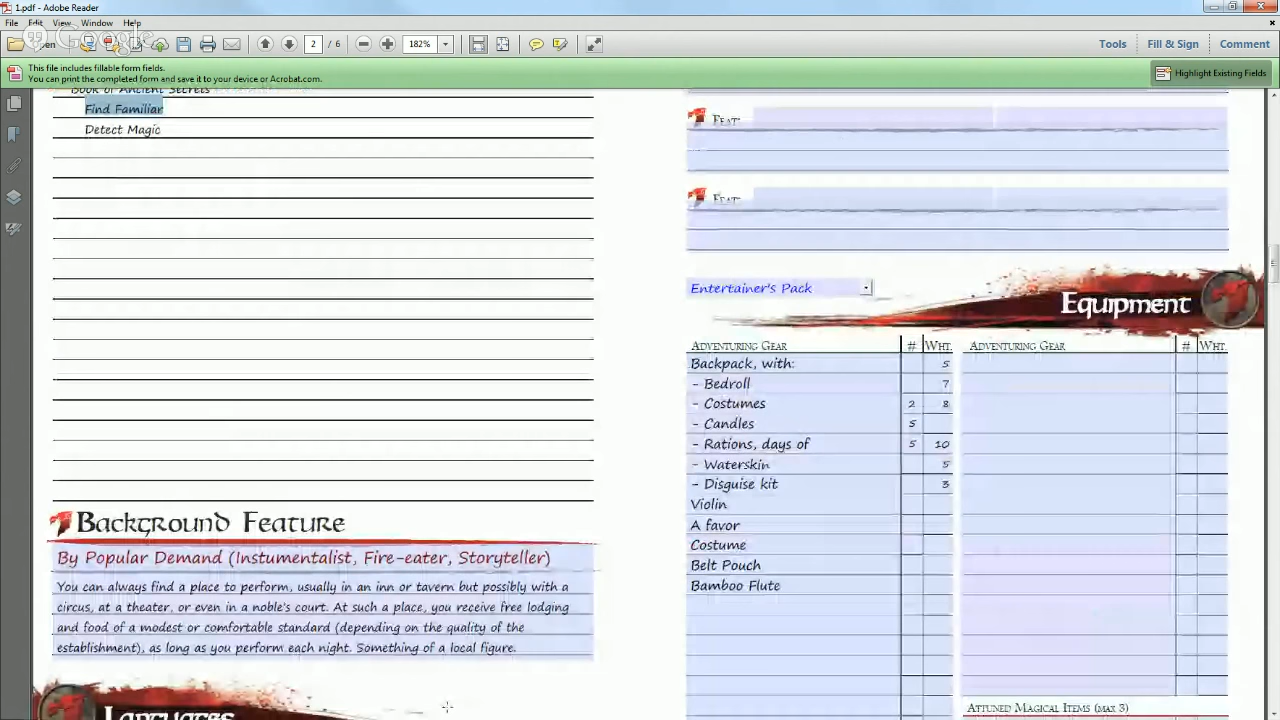 1.pdf - Adobe Reader
File Edit View Window Help
Open
2 / 6
182%
Tools
Fill & Sign
Comment
This file includes fillable form fields.
You can print the completed form and save it to your device or Acrobat.com.
Highlight Existing Fields
Book of Ancient Secrets
Find Familiar
Detect Magic
Background Feature
By Popular Demand (Instumentalist, Fire-eater, Storyteller)
You can always find a place to perform, usually in an inn or tavern but possibly with a
circus, at a theater, or even in a noble's court. At such a place, you receive free lodging
and food of a modest or comfortable standard (depending on the quality of the
establishment), as long as you perform each night. Something of a local figure.
Languages
Feat:
Feat:
Entertainer's Pack
Equipment
Adventuring Gear # Wht. Adventuring Gear # Wht.
Backpack, with: 5
- Bedroll 7
- Costumes 2 8
- Candles 5
- Rations, days of 5 10
- Waterskin 5
- Disguise kit 3
Violin
A favor
Costume
Belt Pouch
Bamboo Flute
Attuned Magical Items (max 3)